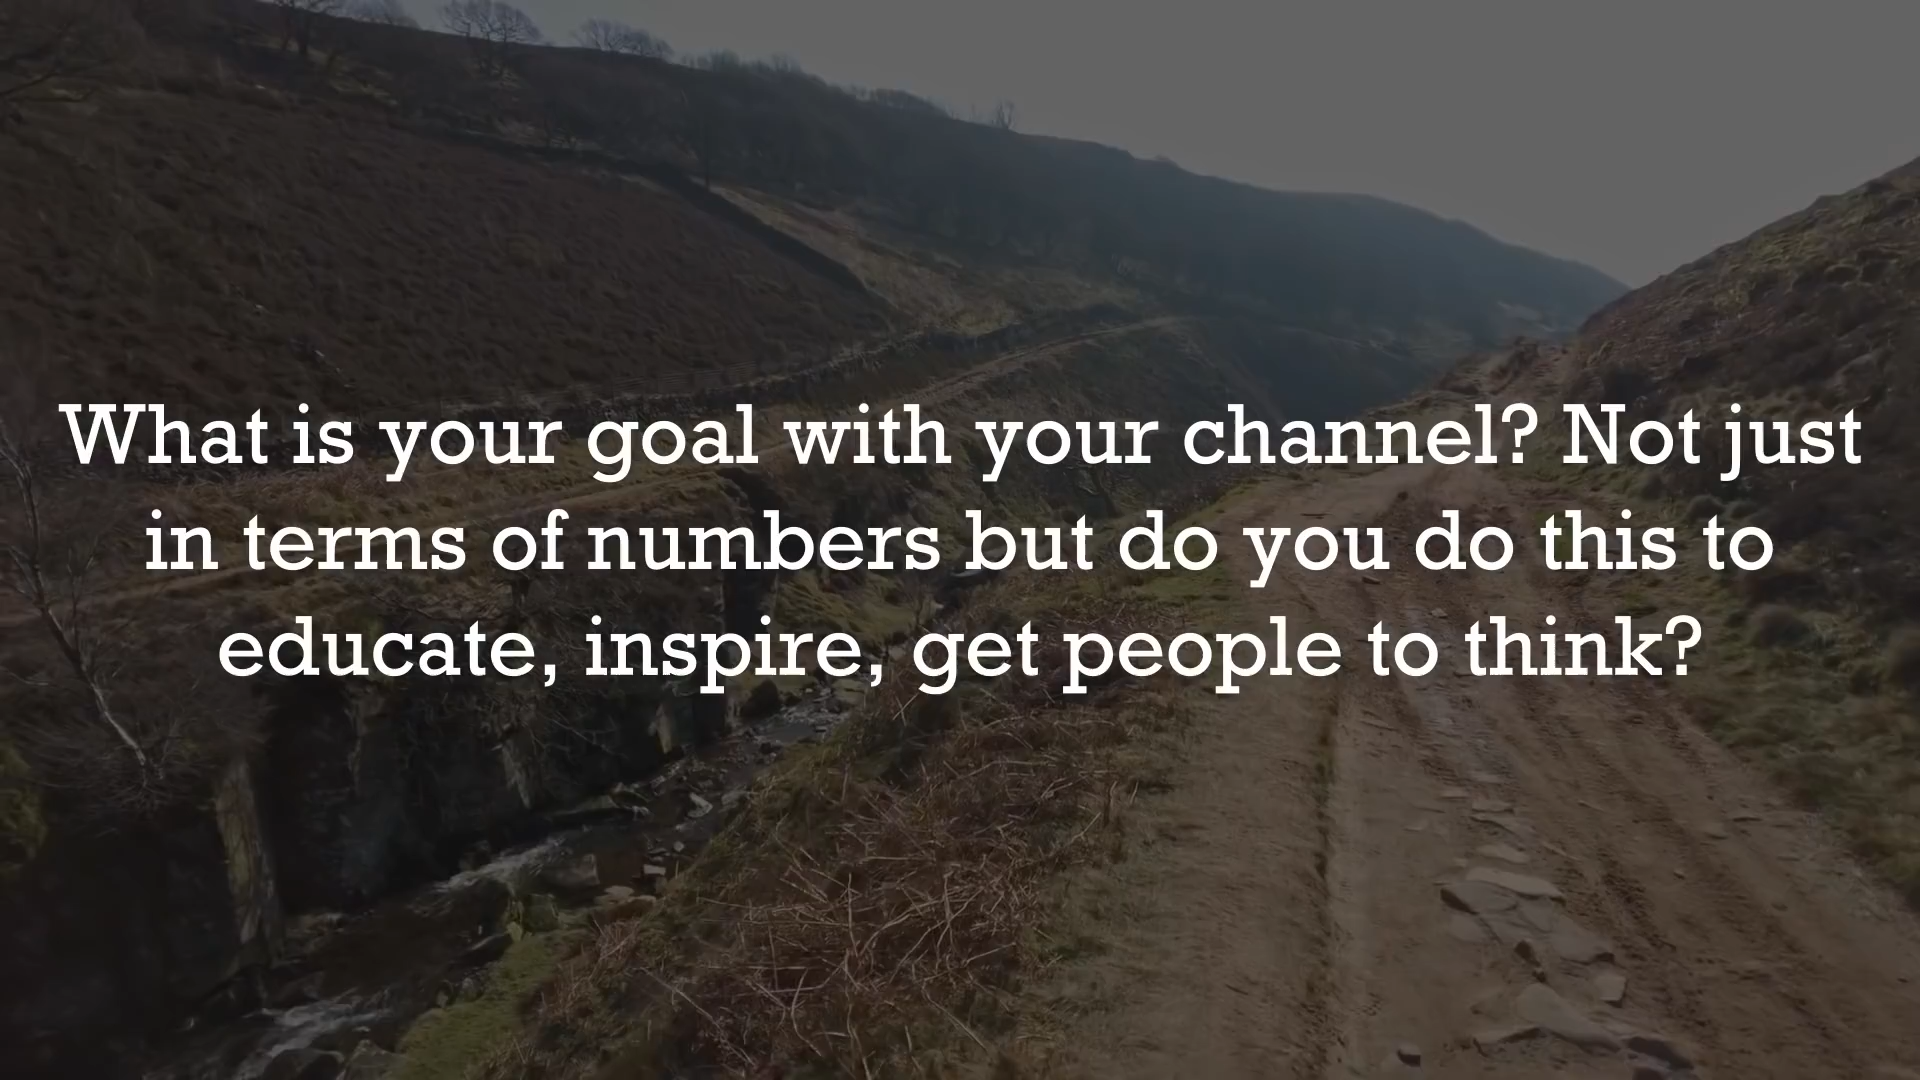 What is your goal with your channel? Not just
in terms of numbers but do you do this to
educate, inspire, get people to think?